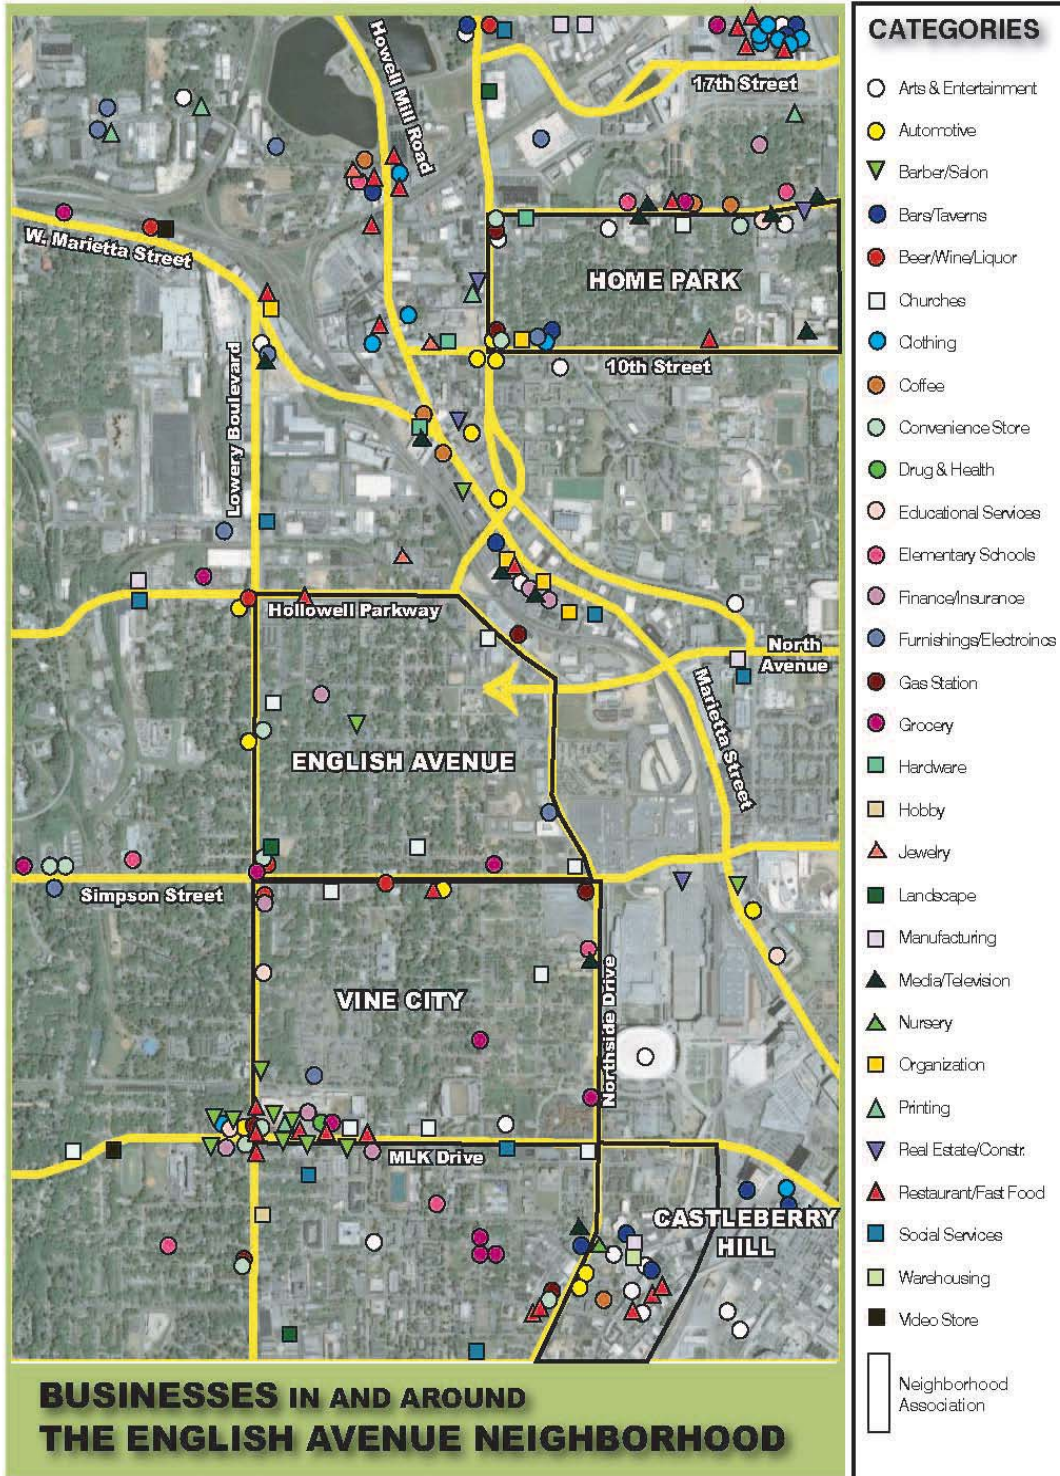 Howell Mill Road
17th Street
W. Marietta Street
HOME PARK
10th Street
Lowery Boulevard
Hollowell Parkway
North
Avenue
Marietta Street
ENGLISH AVENUE
Simpson Street
VINE CITY
Northside Drive
MLK Drive
CASTLEBERRY
HILL
BUSINESSES IN AND AROUND
THE ENGLISH AVENUE NEIGHBORHOOD
CATEGORIES
Arts & Entertainment
Automotive
Barber/Salon
Bars/Taverns
Beer/Wine/Liquor
Churches
Clothing
Coffee
Convenience Store
Drug & Health
Educational Services
Elementary Schools
Finance/Insurance
Furnishings/Electroincs
Gas Station
Grocery
Hardware
Hobby
Jewelry
Landscape
Manufacturing
Media/Television
Nursery
Organization
Printing
Real Estate/Constr.
Restaurant/Fast Food
Social Services
Warehousing
Video Store
Neighborhood
Association